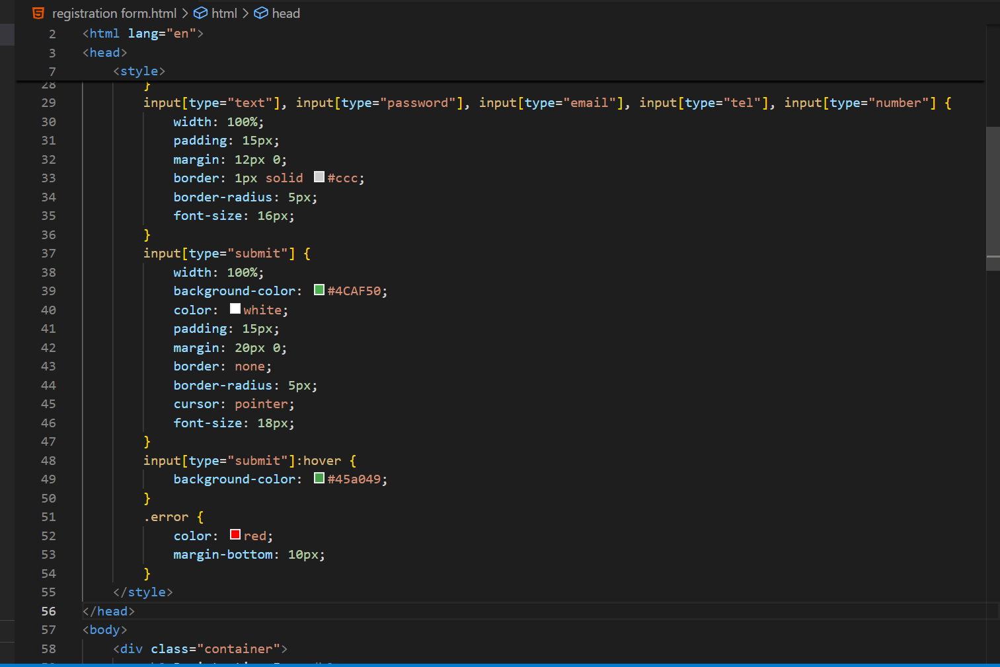 registration form.html > html > head
2 <html lang="en">
3 <head>
7 <style>
28 }
29 input[type="text"], input[type="password"], input[type="email"], input[type="tel"], input[type="number"] {
30 width: 100%;
31 padding: 15px;
32 margin: 12px 0;
33 border: 1px solid #ccc;
34 border-radius: 5px;
35 font-size: 16px;
36 }
37 input[type="submit"] {
38 width: 100%;
39 background-color: #4CAF50;
40 color: white;
41 padding: 15px;
42 margin: 20px 0;
43 border: none;
44 border-radius: 5px;
45 cursor: pointer;
46 font-size: 18px;
47 }
48 input[type="submit"]:hover {
49 background-color: #45a049;
50 }
51 .error {
52 color: red;
53 margin-bottom: 10px;
54 }
55 </style>
56 </head>
57 <body>
58 <div class="container">